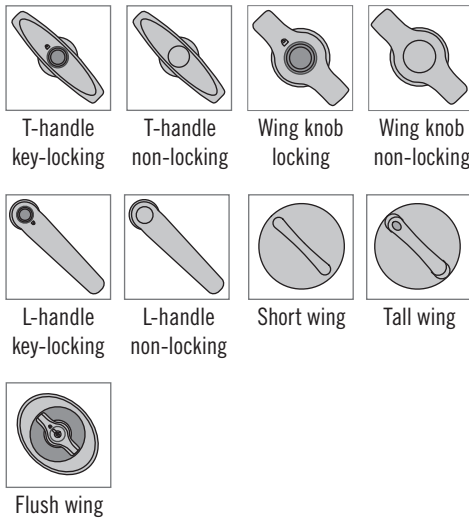 T-handle
key-locking
T-handle
non-locking
Wing knob
locking
Wing knob
non-locking
L-handle
key-locking
L-handle
non-locking
Short wing
Tall wing
Flush wing